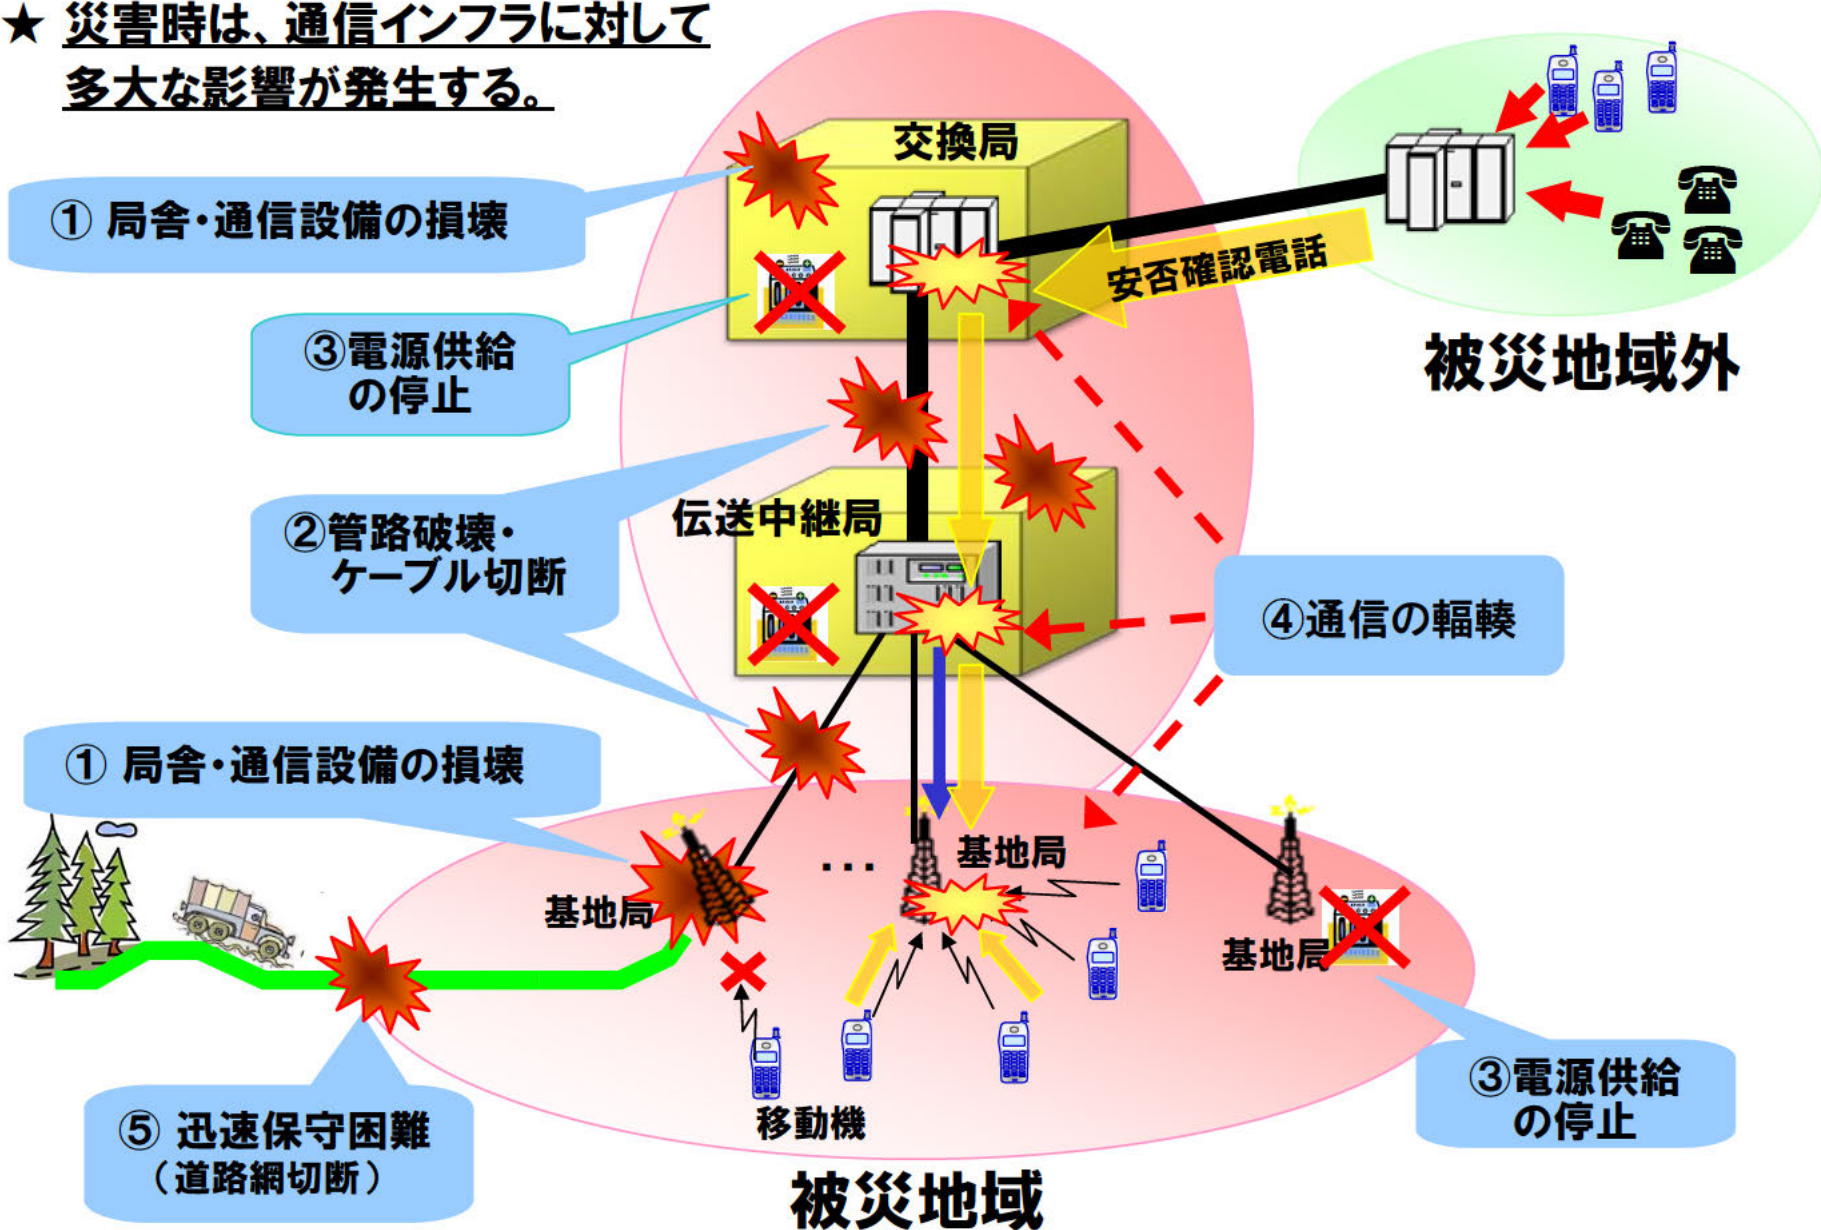 ★ 災害時は、通信インフラに対して
多大な影響が発生する。
交換局
① 局舎・通信設備の損壊
安否確認電話
③電源供給
の停止
被災地域外
伝送中継局
②管路破壊・
ケーブル切断
④通信の輻輳
① 局舎・通信設備の損壊
・・・
基地局
基地局
基地局
移動機
③電源供給
の停止
⑤ 迅速保守困難
（道路網切断）
被災地域